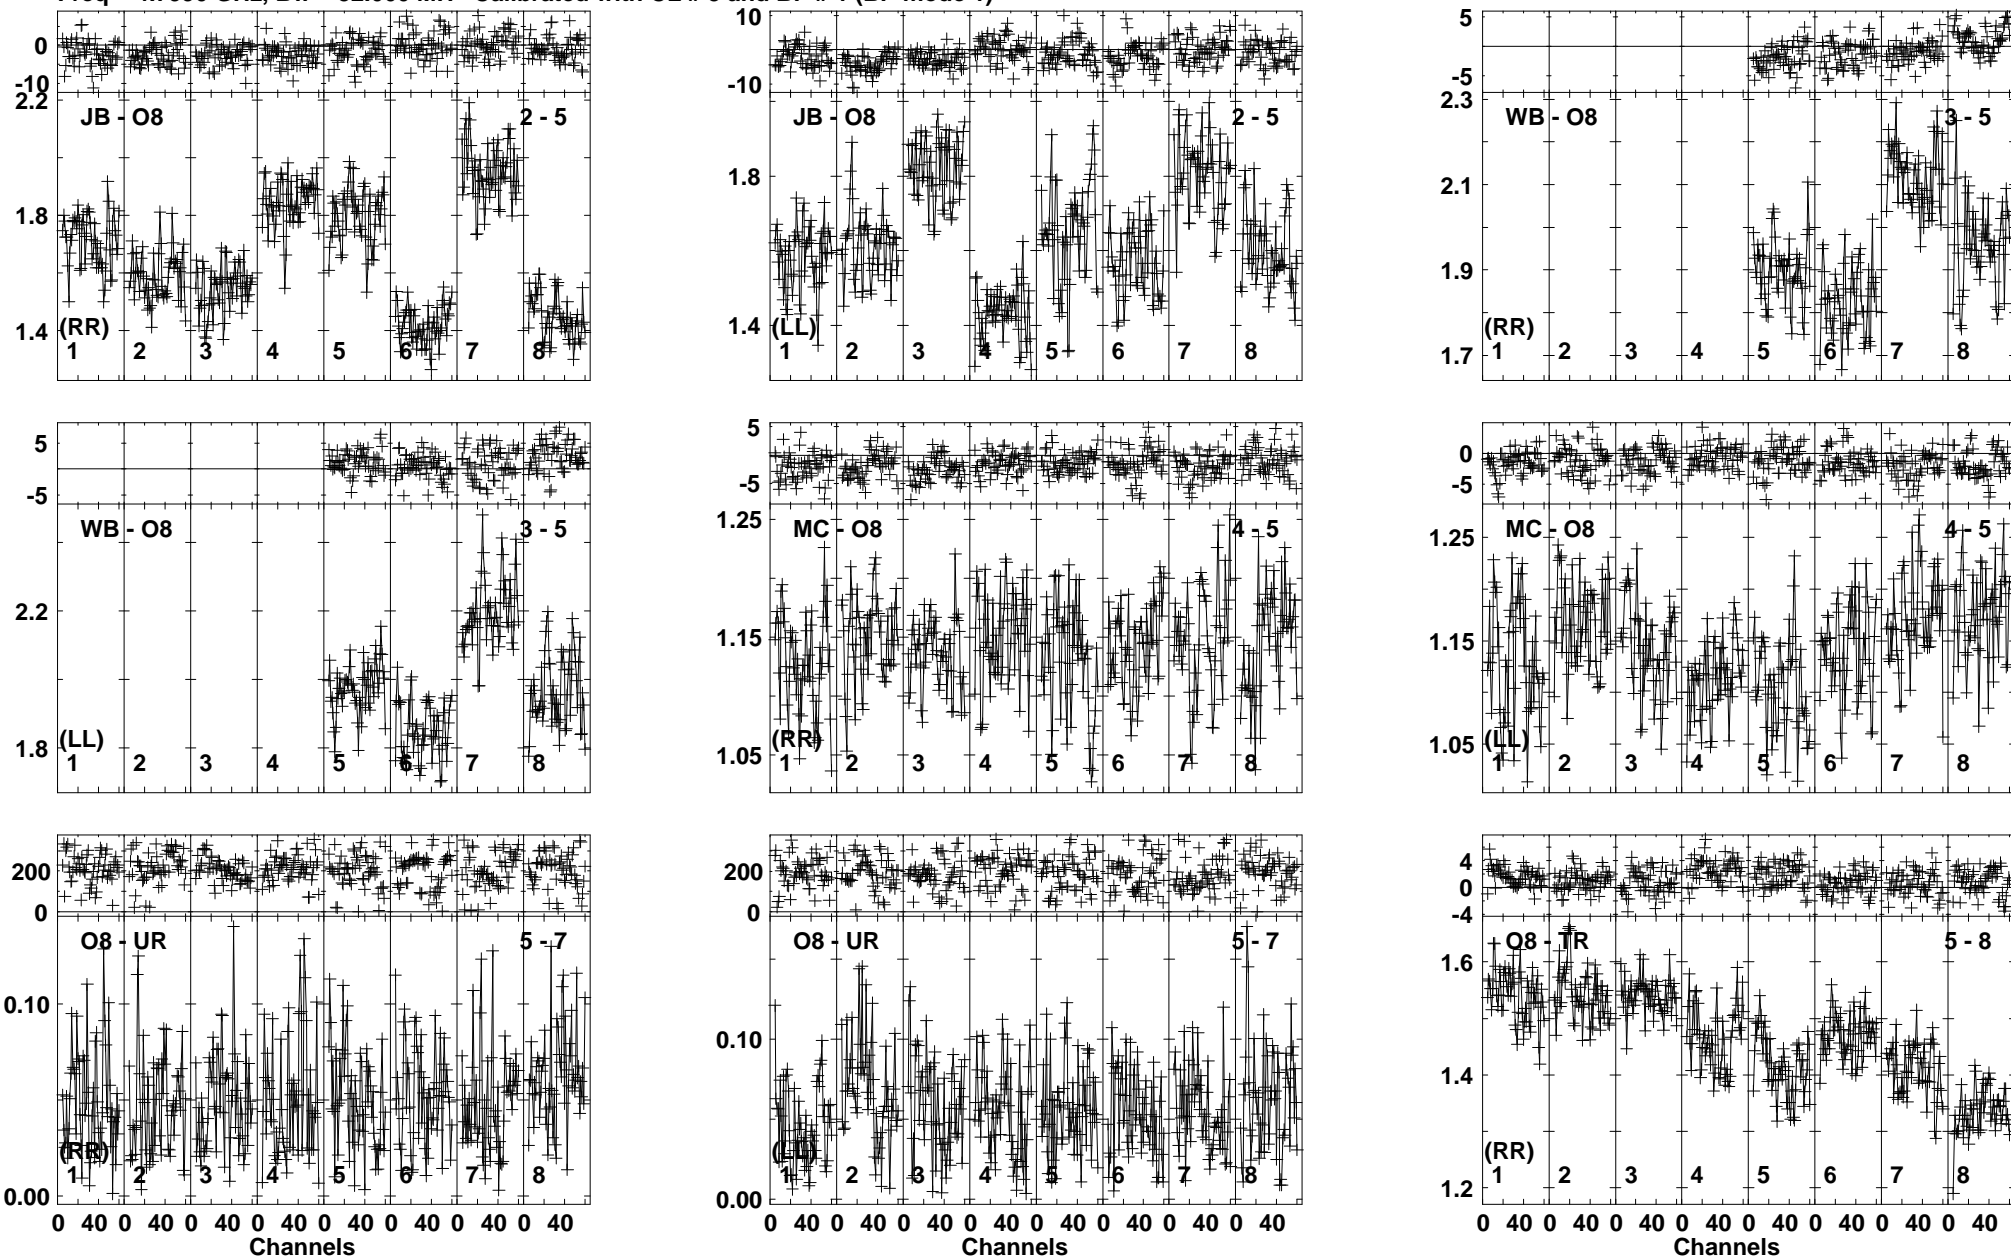 0 10 5
-10 -10 -5
2.2 JB - O8 2 - 5 JB - O8 2 - 5 2.3 WB - O8 3 - 5
1.8 1.8 2.1
1.9
1.4 (RR) 1.4 (LL) 1.7 (RR)
1 2 3 4 5 6 7 8 1 2 3 4 5 6 7 8 1 2 3 4 5 6 7 8
5 5 0
-5 -5 -5
WB - O8 3 - 5 1.25 MC - O8 4 - 5 1.25 MC - O8 4 - 5
2.2 1.15 1.15
1.8 (LL) 1.05 (RR) 1.05 (LL)
1 2 3 4 5 6 7 8 1 2 3 4 5 6 7 8 1 2 3 4 5 6 7 8
200 200 4
0 0 0
-4
O8 - UR 5 - 7 O8 - UR 5 - 7 O8 - TR 5 - 8
1.6
0.10 0.10 1.4
(RR) (LL) (RR)
1 2 3 4 5 6 7 8 1 2 3 4 5 6 7 8 1 2 3 4 5 6 7 8
0.00 0.00 1.2
0 40 0 40 0 40 0 40 0 40 0 40 0 40 0 40 0 40 0 40 0 40 0 40 0 40 0 40 0 40 0 40 0 40 0 40 0 40 0 40 0 40 0 40 0 40 0 40
Channels Channels Channels